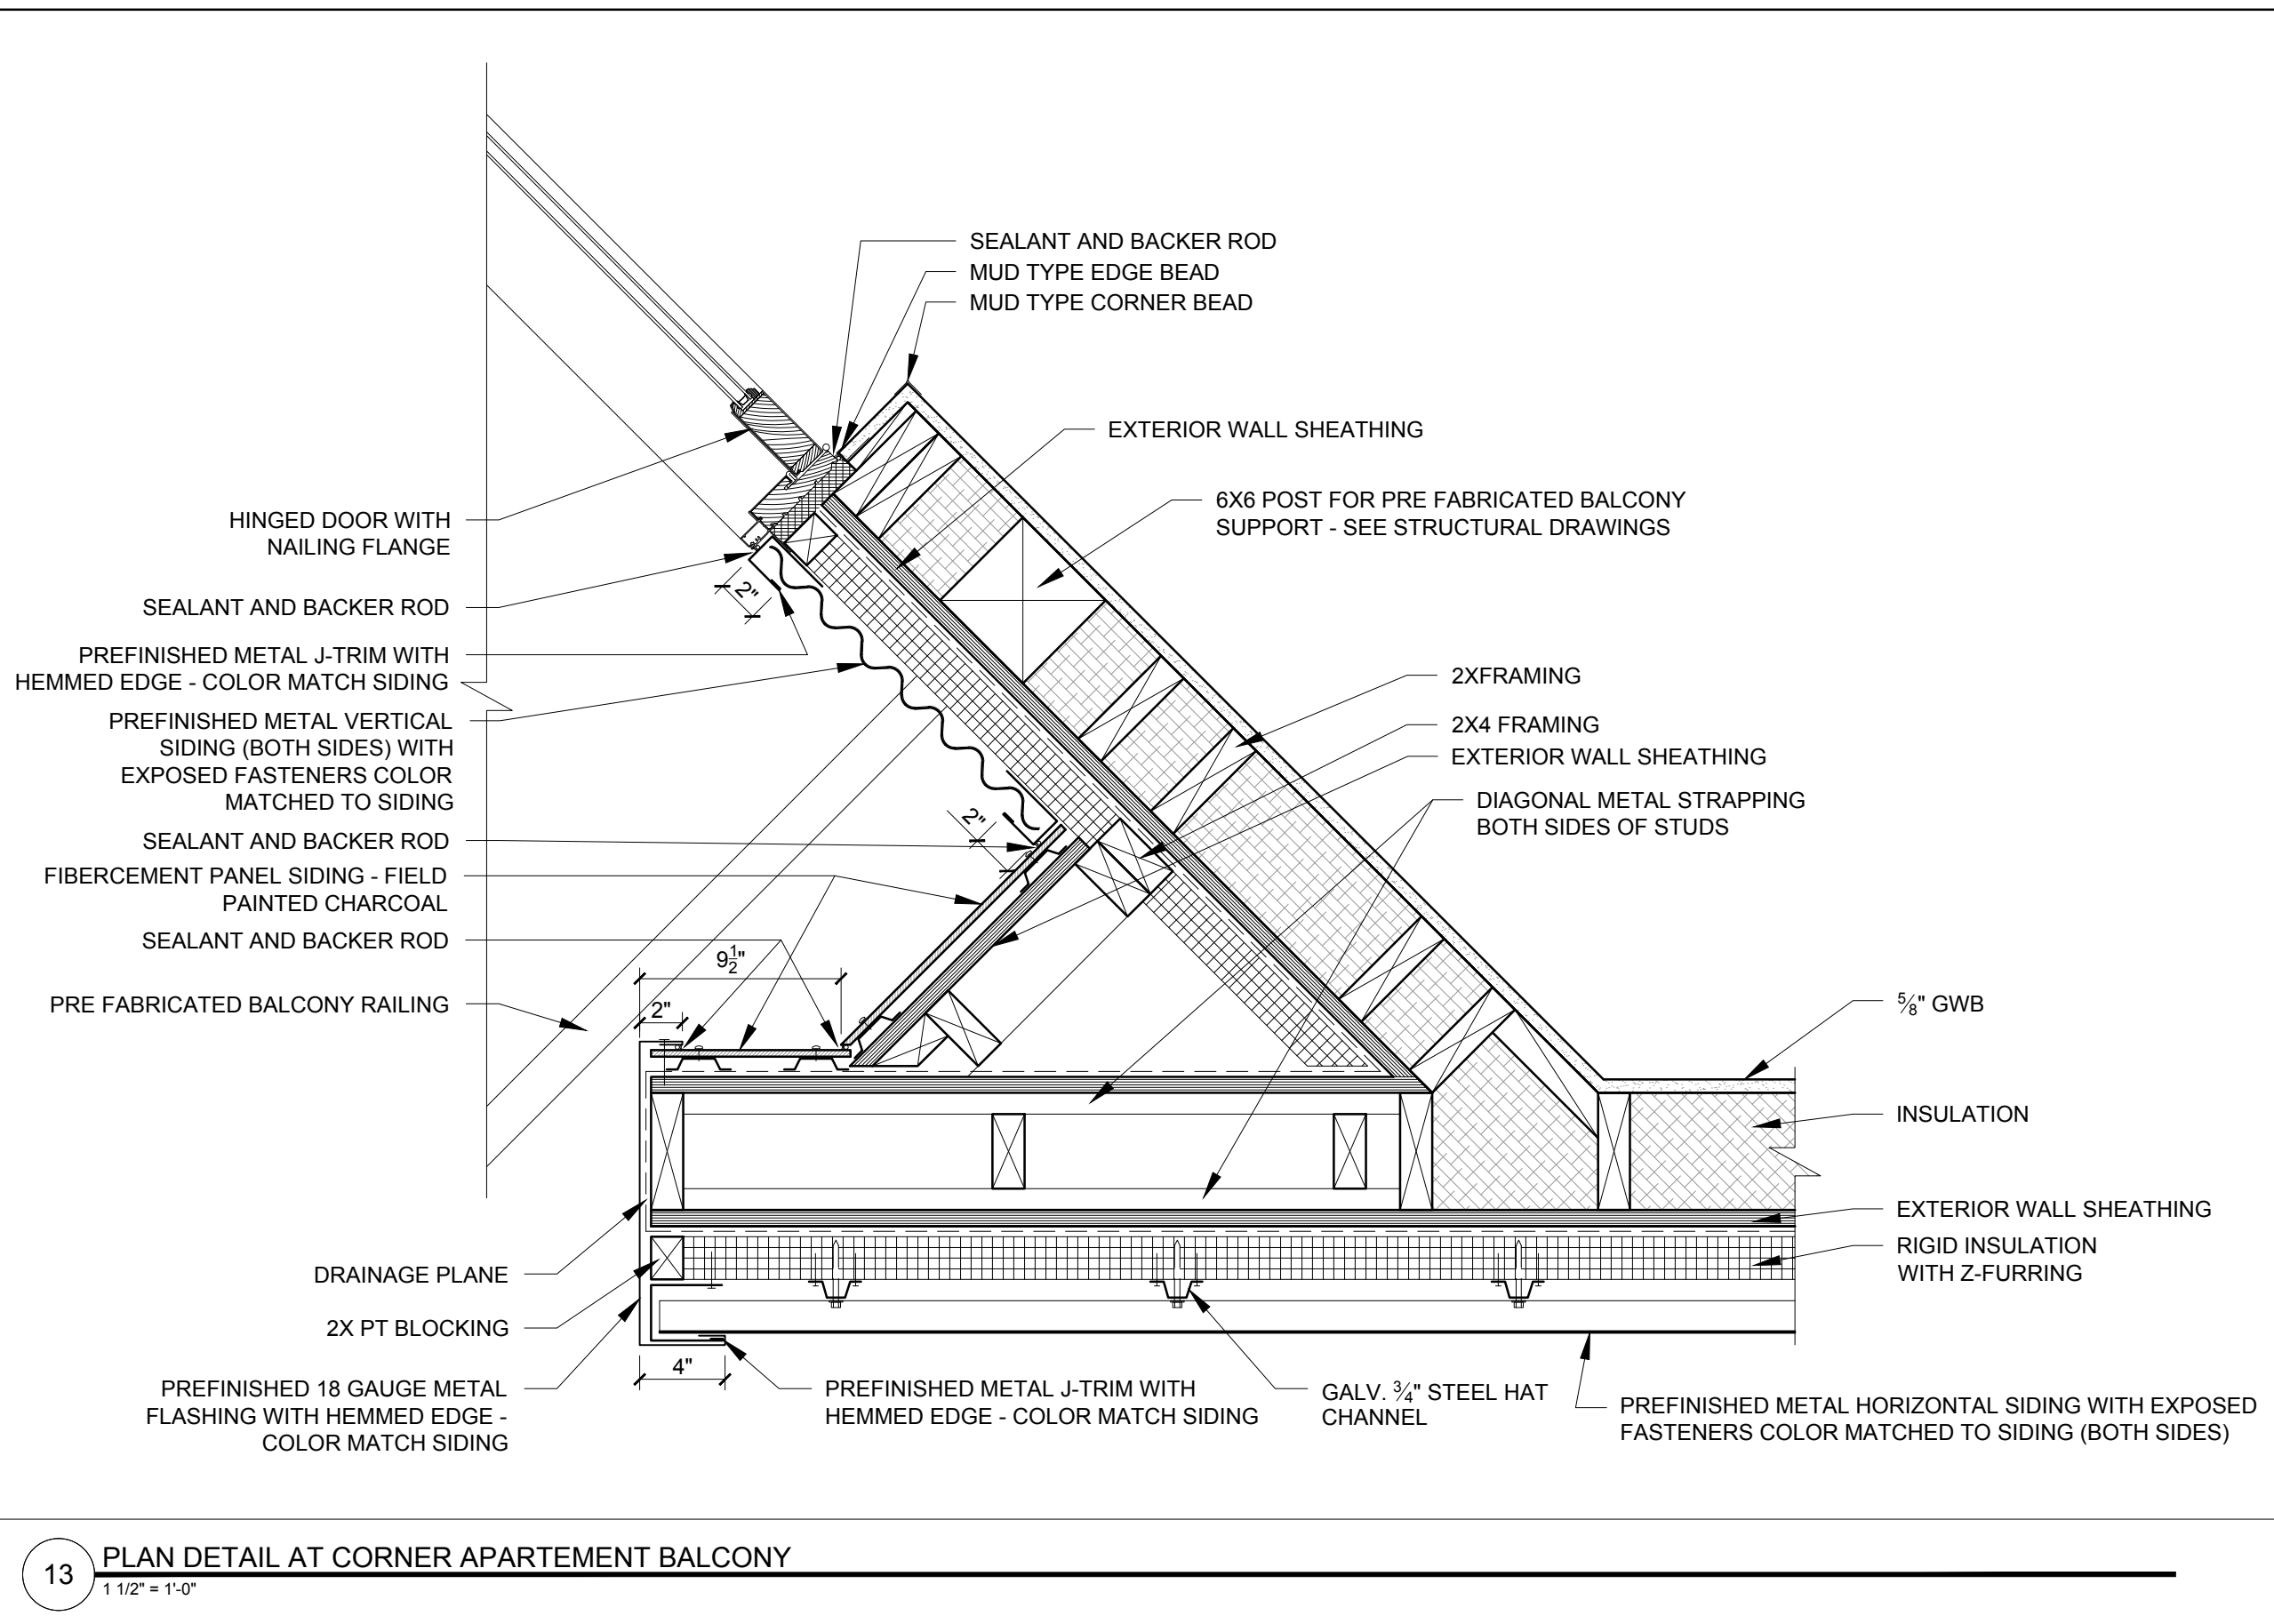 SEALANT AND BACKER ROD
MUD TYPE EDGE BEAD
MUD TYPE CORNER BEAD
EXTERIOR WALL SHEATHING
6X6 POST FOR PRE FABRICATED BALCONY
SUPPORT - SEE STRUCTURAL DRAWINGS
2XFRAMING
2X4 FRAMING
EXTERIOR WALL SHEATHING
DIAGONAL METAL STRAPPING
BOTH SIDES OF STUDS
⅝" GWB
INSULATION
EXTERIOR WALL SHEATHING
RIGID INSULATION
WITH Z-FURRING
HINGED DOOR WITH
NAILING FLANGE
SEALANT AND BACKER ROD
PREFINISHED METAL J-TRIM WITH
HEMMED EDGE - COLOR MATCH SIDING
PREFINISHED METAL VERTICAL
SIDING (BOTH SIDES) WITH
EXPOSED FASTENERS COLOR
MATCHED TO SIDING
SEALANT AND BACKER ROD
FIBERCEMENT PANEL SIDING - FIELD
PAINTED CHARCOAL
SEALANT AND BACKER ROD
PRE FABRICATED BALCONY RAILING
2"
2"
9½"
2"
DRAINAGE PLANE
2X PT BLOCKING
PREFINISHED 18 GAUGE METAL
FLASHING WITH HEMMED EDGE -
COLOR MATCH SIDING
4"
PREFINISHED METAL J-TRIM WITH
HEMMED EDGE - COLOR MATCH SIDING
GALV. ¾" STEEL HAT
CHANNEL
PREFINISHED METAL HORIZONTAL SIDING WITH EXPOSED
FASTENERS COLOR MATCHED TO SIDING (BOTH SIDES)
13
PLAN DETAIL AT CORNER APARTEMENT BALCONY
1 1/2" = 1'-0"